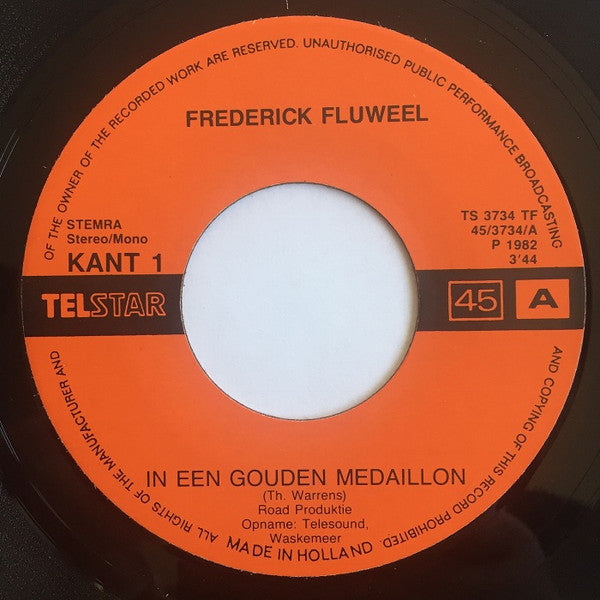 ALL RIGHTS OF THE MANUFACTURER AND OF THE OWNER OF THE RECORDED WORK ARE RESERVED. UNAUTHORISED PUBLIC PERFORMANCE BROADCASTING AND COPYING OF THIS RECORD PROHIBITED.
FREDERICK FLUWEEL
STEMRA
Stereo/Mono
KANT 1
TS 3734 TF
45/3734/A
P 1982
3'44
TELSTAR
45 A
IN EEN GOUDEN MEDAILLON
(Th. Warrens)
Road Produktie
Opname: Telesound,
Waskemeer
MADE IN HOLLAND